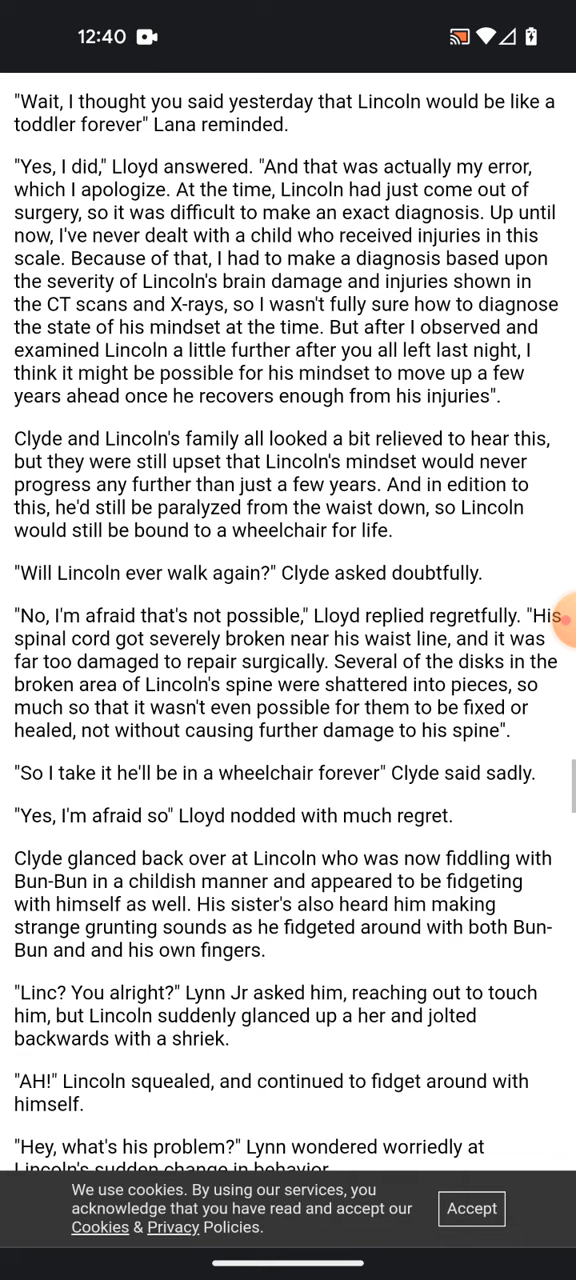 12:40
"Wait, I thought you said yesterday that Lincoln would be like a
toddler forever" Lana reminded.
"Yes, I did," Lloyd answered. "And that was actually my error,
which I apologize. At the time, Lincoln had just come out of
surgery, so it was difficult to make an exact diagnosis. Up until
now, I've never dealt with a child who received injuries in this
scale. Because of that, I had to make a diagnosis based upon
the severity of Lincoln's brain damage and injuries shown in
the CT scans and X-rays, so I wasn't fully sure how to diagnose
the state of his mindset at the time. But after I observed and
examined Lincoln a little further after you all left last night, I
think it might be possible for his mindset to move up a few
years ahead once he recovers enough from his injuries".
Clyde and Lincoln's family all looked a bit relieved to hear this,
but they were still upset that Lincoln's mindset would never
progress any further than just a few years. And in edition to
this, he'd still be paralyzed from the waist down, so Lincoln
would still be bound to a wheelchair for life.
"Will Lincoln ever walk again?" Clyde asked doubtfully.
"No, I'm afraid that's not possible," Lloyd replied regretfully. "His
spinal cord got severely broken near his waist line, and it was
far too damaged to repair surgically. Several of the disks in the
broken area of Lincoln's spine were shattered into pieces, so
much so that it wasn't even possible for them to be fixed or
healed, not without causing further damage to his spine".
"So I take it he'll be in a wheelchair forever" Clyde said sadly.
"Yes, I'm afraid so" Lloyd nodded with much regret.
Clyde glanced back over at Lincoln who was now fiddling with
Bun-Bun in a childish manner and appeared to be fidgeting
with himself as well. His sister's also heard him making
strange grunting sounds as he fidgeted around with both Bun-
Bun and and his own fingers.
"Linc? You alright?" Lynn Jr asked him, reaching out to touch
him, but Lincoln suddenly glanced up a her and jolted
backwards with a shriek.
"AH!" Lincoln squealed, and continued to fidget around with
himself.
"Hey, what's his problem?" Lynn wondered worriedly at
Lincoln's sudden change in behavior.
We use cookies. By using our services, you
acknowledge that you have read and accept our
Cookies & Privacy Policies.
Accept